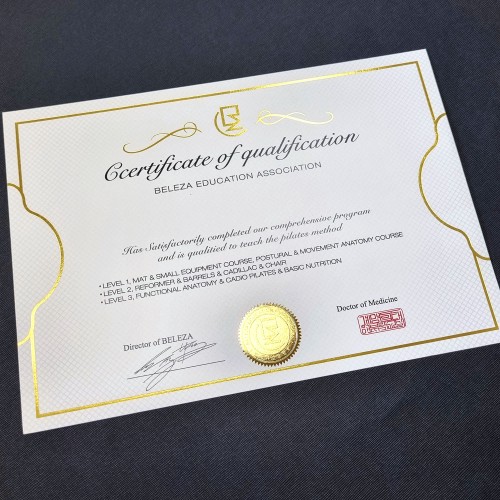 Ccertificate of qualification
BELEZA EDUCATION ASSOCIATION
Has Satisfactordly completed our comprehensive program
and is qualitied to teach the pilates method
• LEVEL 1, MAT & SMALL EQUIPMENT COURSE, POSTURAL & MOVEMENT ANATOMY COURSE
• LEVEL 2, REFORMER & BARRELS & CADILLAC & CHAIR
• LEVEL 3, FUNCTIONAL ANATOMY & CADIO PILATES & BASIC NUTRITION
Director of BELEZA
Doctor of Medicine